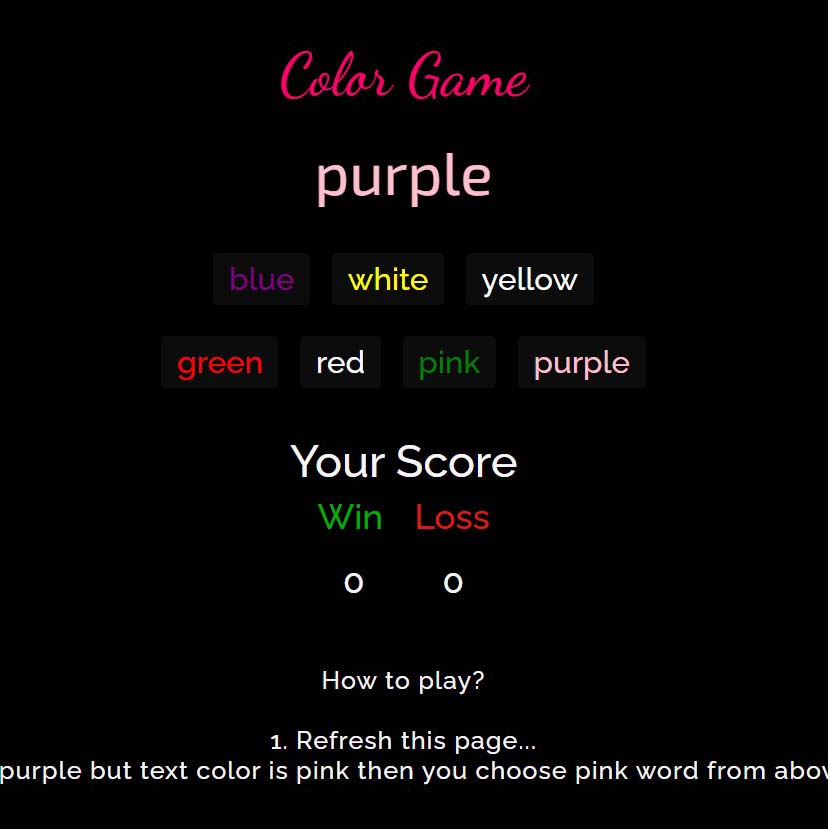 Color Game
purple
blue white yellow
green red pink purple
Your Score
Win Loss
0 0
How to play?
1. Refresh this page...
purple but text color is pink then you choose pink word from